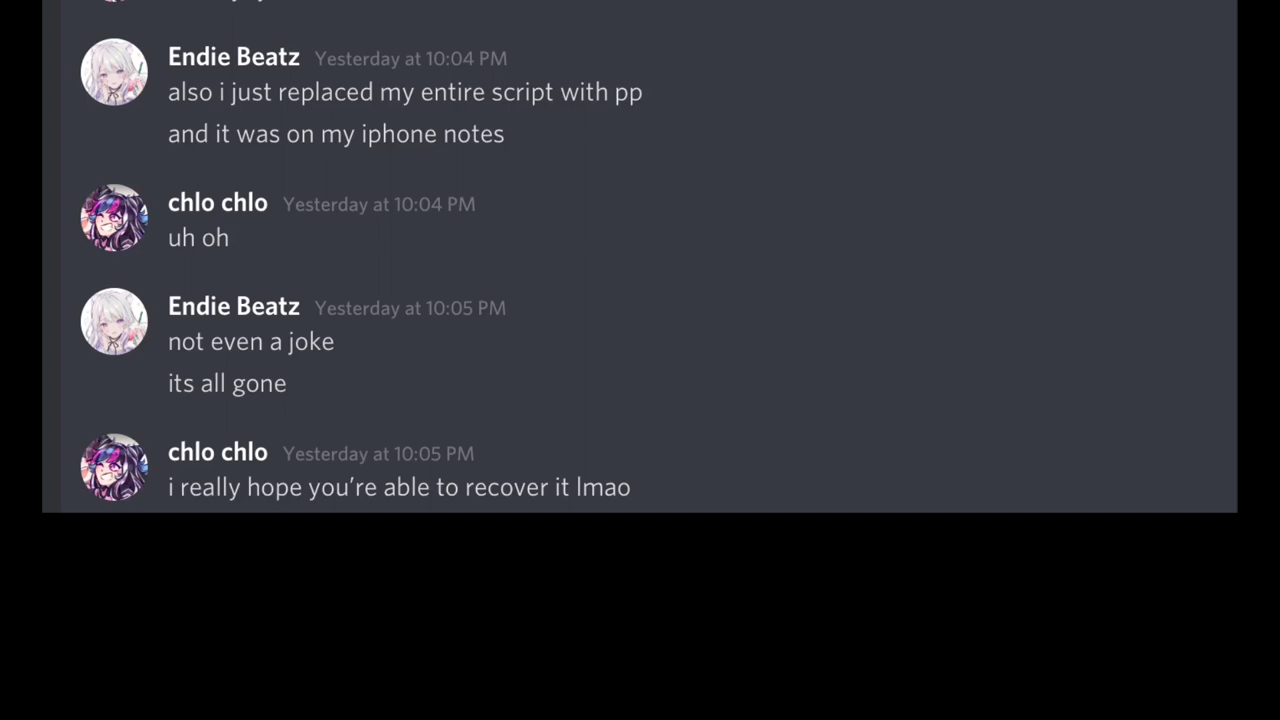 Endie Beatz Yesterday at 10:04 PM
also i just replaced my entire script with pp
and it was on my iphone notes
chlo chlo Yesterday at 10:04 PM
uh oh
Endie Beatz Yesterday at 10:05 PM
not even a joke
its all gone
chlo chlo Yesterday at 10:05 PM
i really hope you’re able to recover it lmao